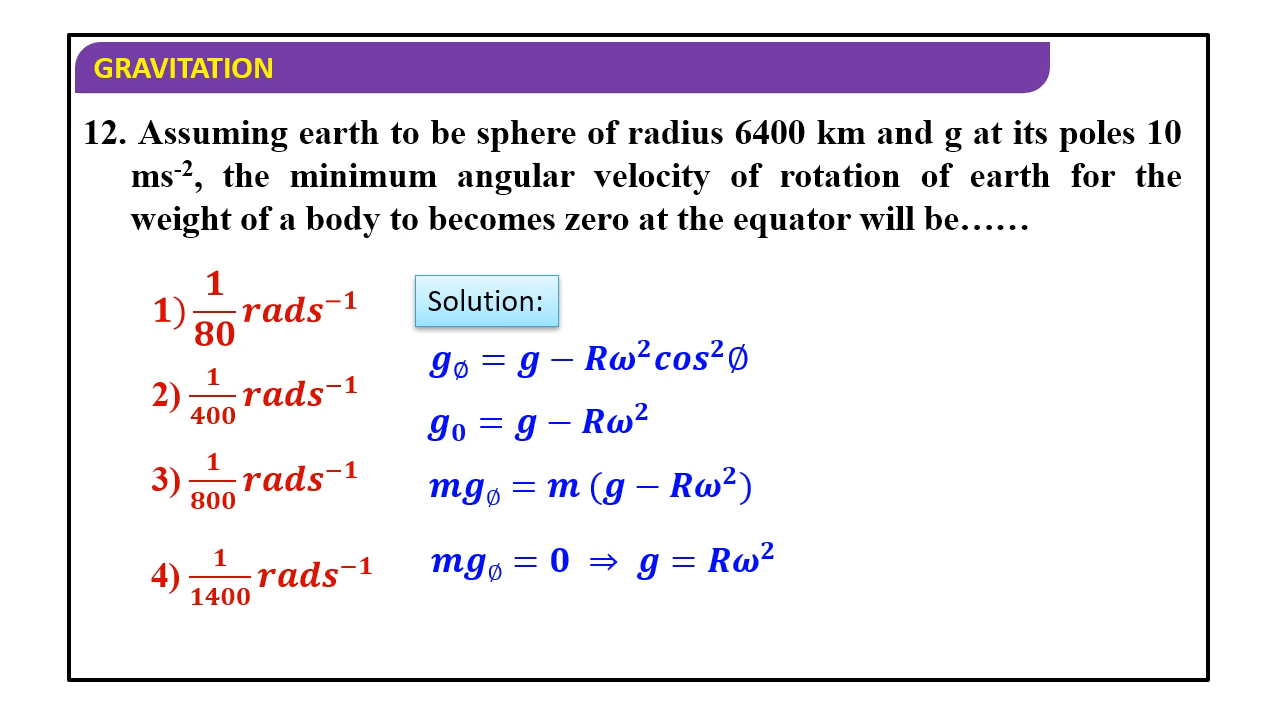 GRAVITATION
12. Assuming earth to be sphere of radius 6400 km and g at its poles 10
ms⁻², the minimum angular velocity of rotation of earth for the
weight of a body to becomes zero at the equator will be……
1) 1/80 rads⁻¹
2) 1/400 rads⁻¹
3) 1/800 rads⁻¹
4) 1/1400 rads⁻¹
Solution:
g∅ = g − Rω²cos²∅
g₀ = g − Rω²
mg∅ = m (g − Rω²)
mg∅ = 0 ⇒ g = Rω²